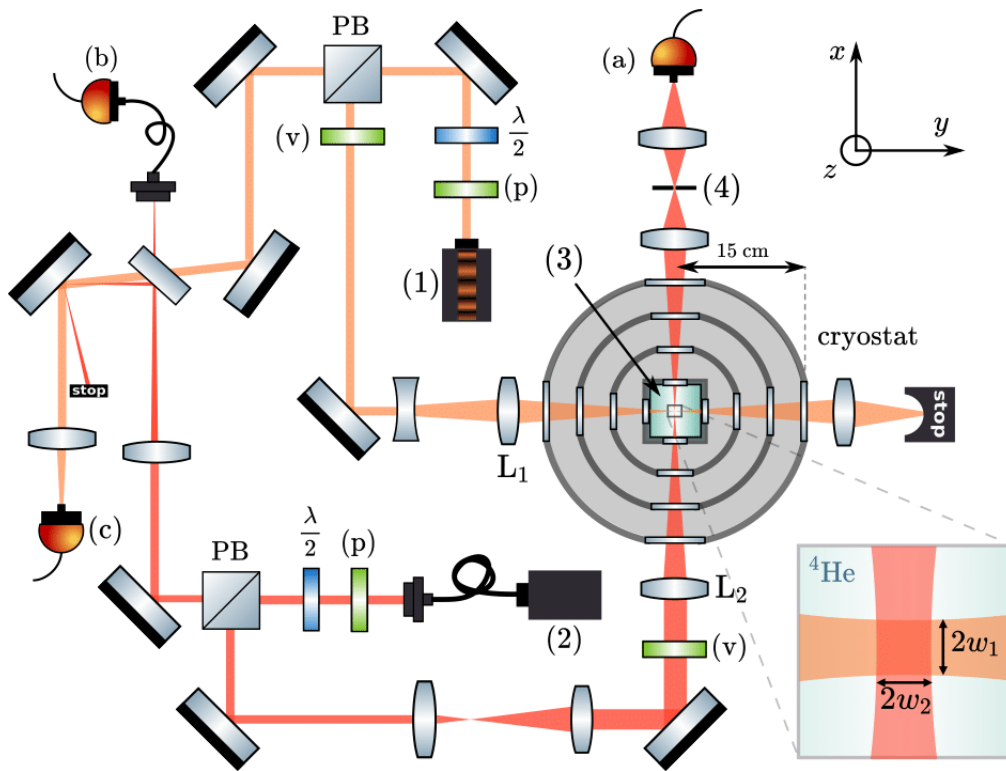 (b)
PB
(a)
x
y
z
(v)
λ/2
(p)
(4)
(1)
(3)
15 cm
cryostat
stop
stop
L₁
(c)
PB
λ/2
(p)
(2)
L₂
(v)
⁴He
2w₁
2w₂